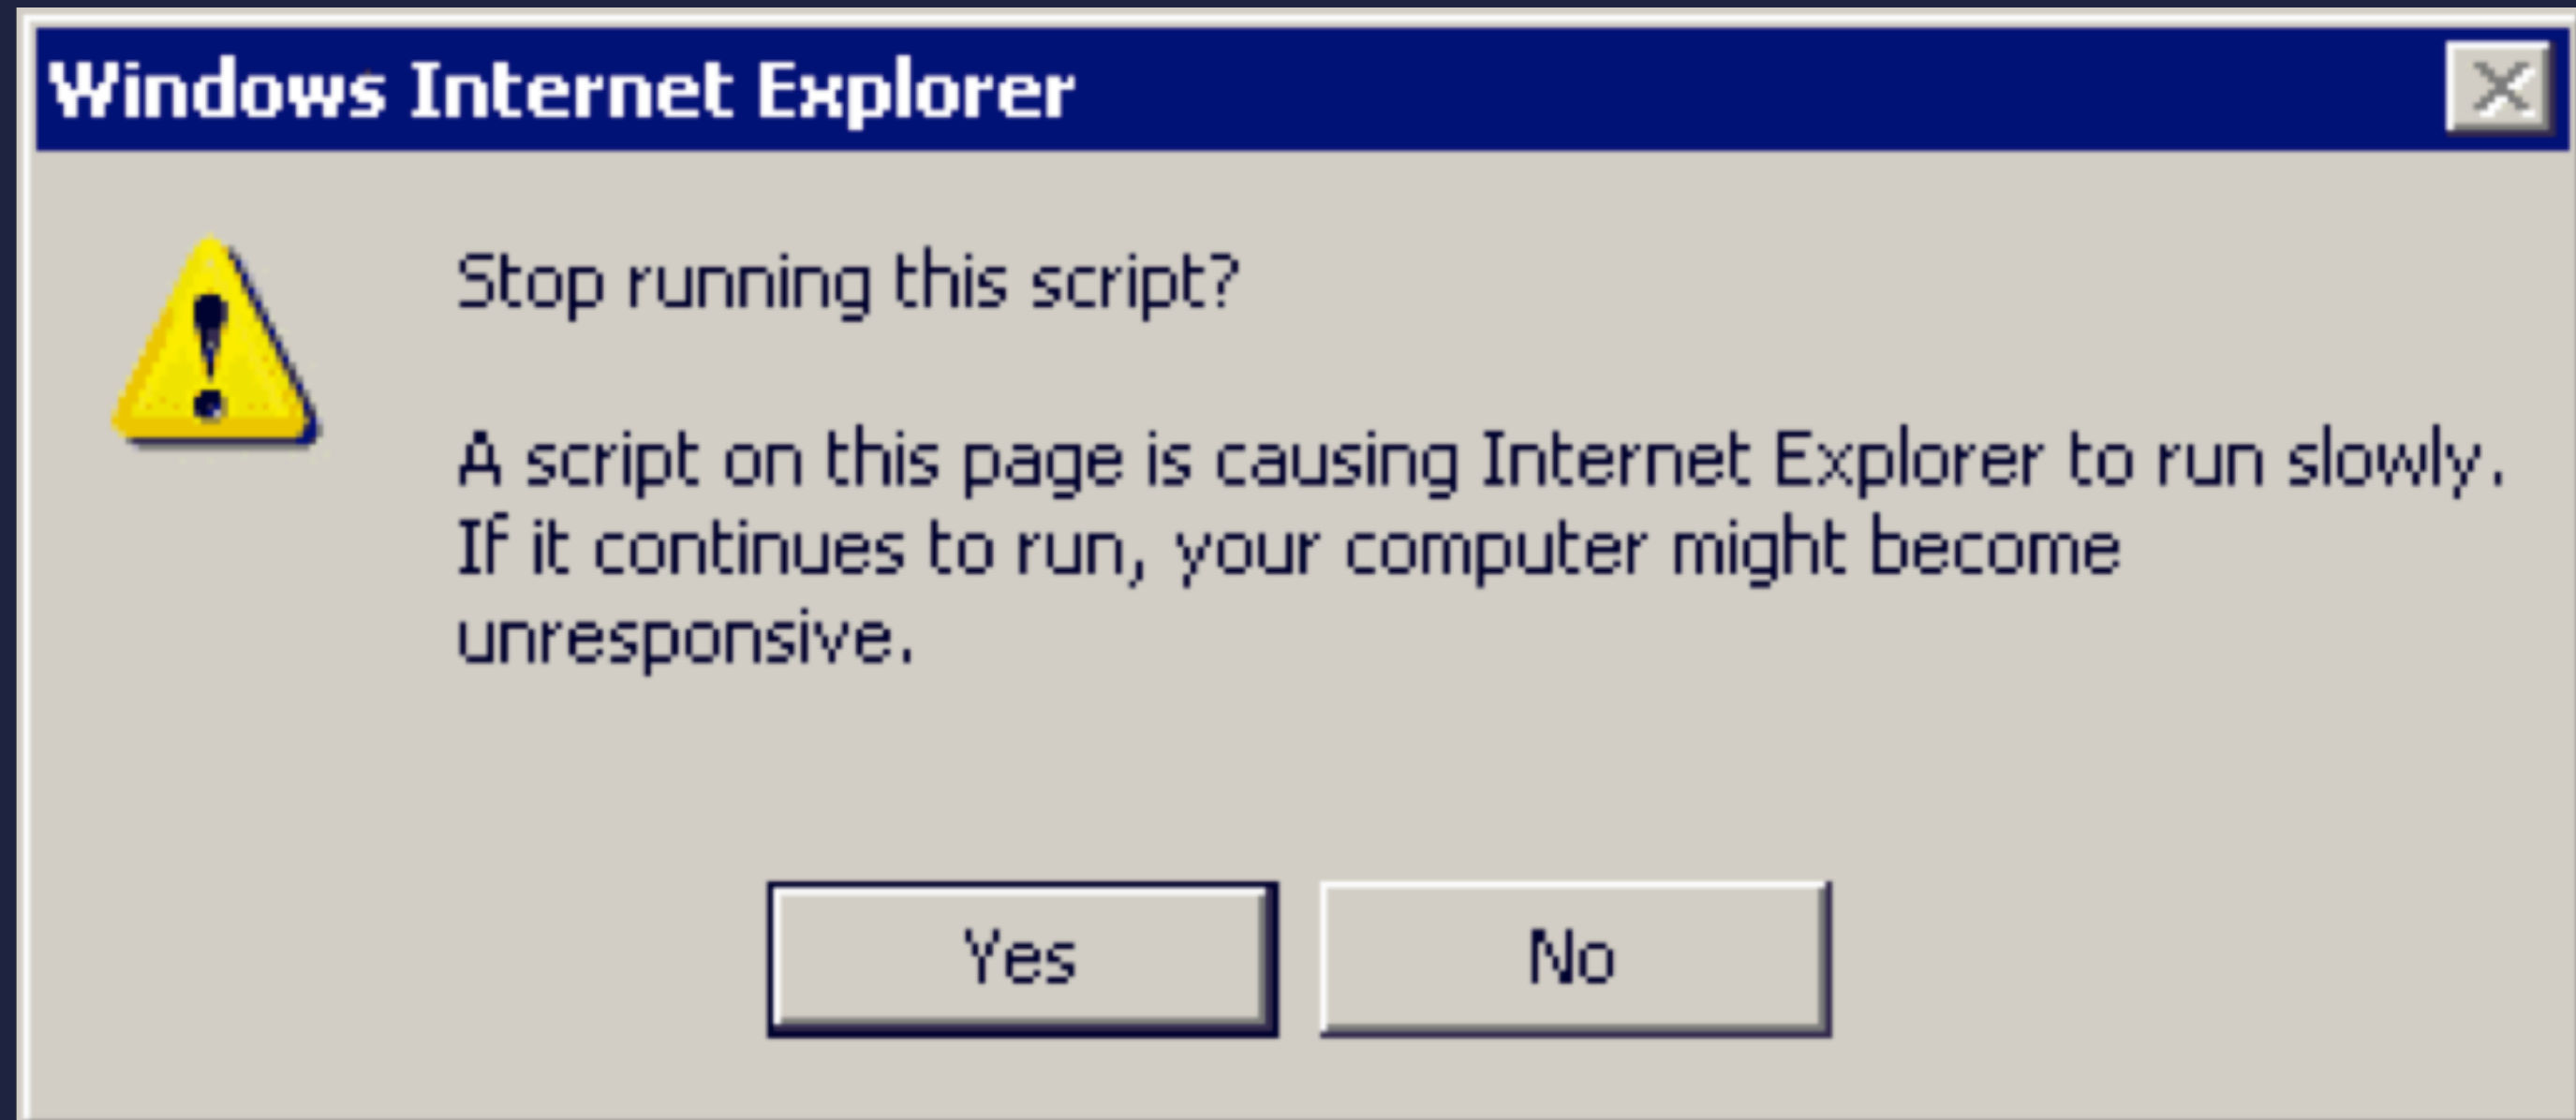 Windows Internet Explorer
Stop running this script?
A script on this page is causing Internet Explorer to run slowly.
If it continues to run, your computer might become
unresponsive.
Yes
No